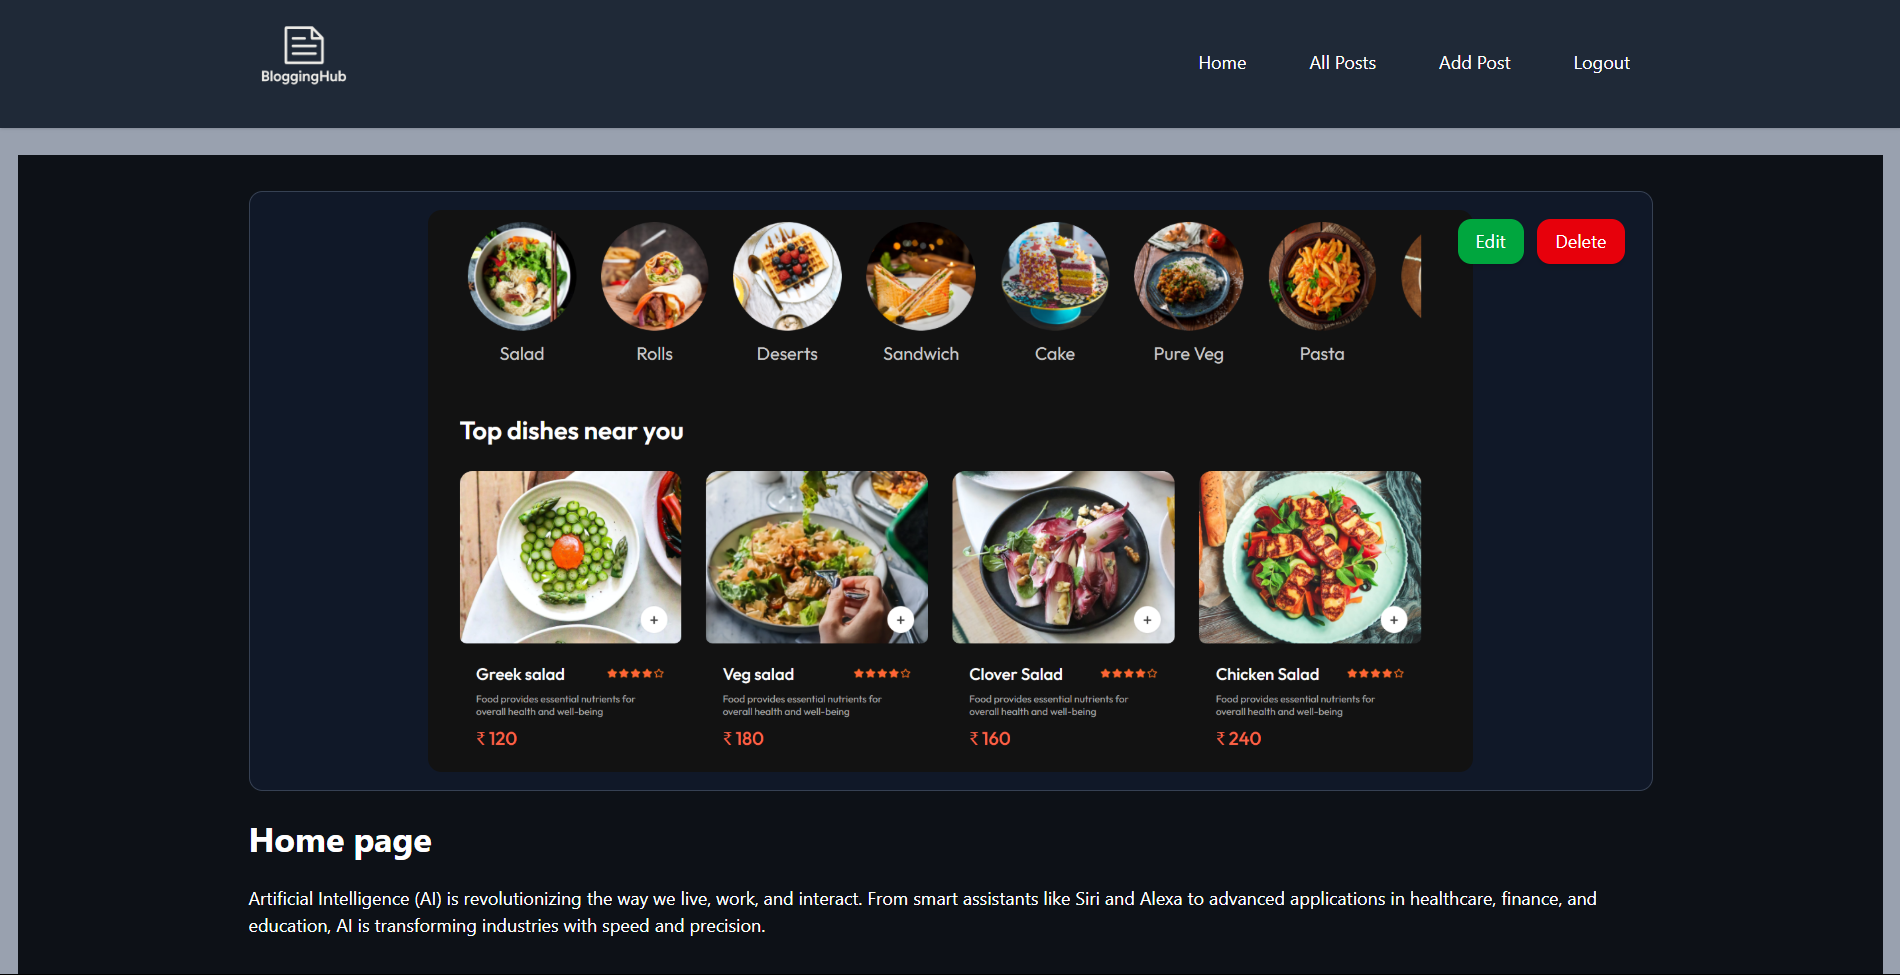 BloggingHub
Home All Posts Add Post Logout
Edit Delete
Salad Rolls Deserts Sandwich Cake Pure Veg Pasta
Top dishes near you
+ + + +
Greek salad
Food provides essential nutrients for
overall health and well-being
₹ 120
Veg salad
Food provides essential nutrients for
overall health and well-being
₹ 180
Clover Salad
Food provides essential nutrients for
overall health and well-being
₹ 160
Chicken Salad
Food provides essential nutrients for
overall health and well-being
₹ 240
Home page
Artificial Intelligence (AI) is revolutionizing the way we live, work, and interact. From smart assistants like Siri and Alexa to advanced applications in healthcare, finance, and
education, AI is transforming industries with speed and precision.